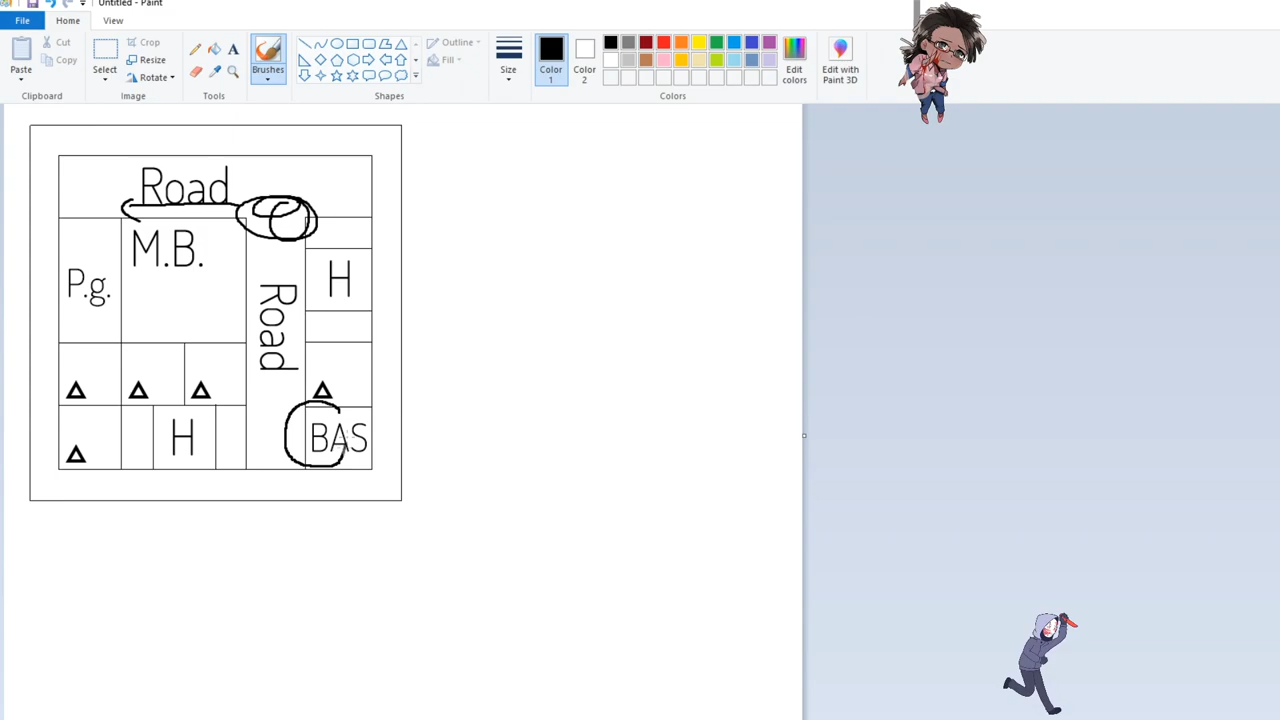 Untitled - Paint
File Home View
Paste
Cut
Copy
Clipboard
Select
Crop
Resize
Rotate
Image
A
Tools
Brushes
Outline
Fill
Shapes
Size
Color 1
Color 2
Edit colors
Colors
Edit with Paint 3D
Road
M.B.
P.g.
H
Road
H
BAS